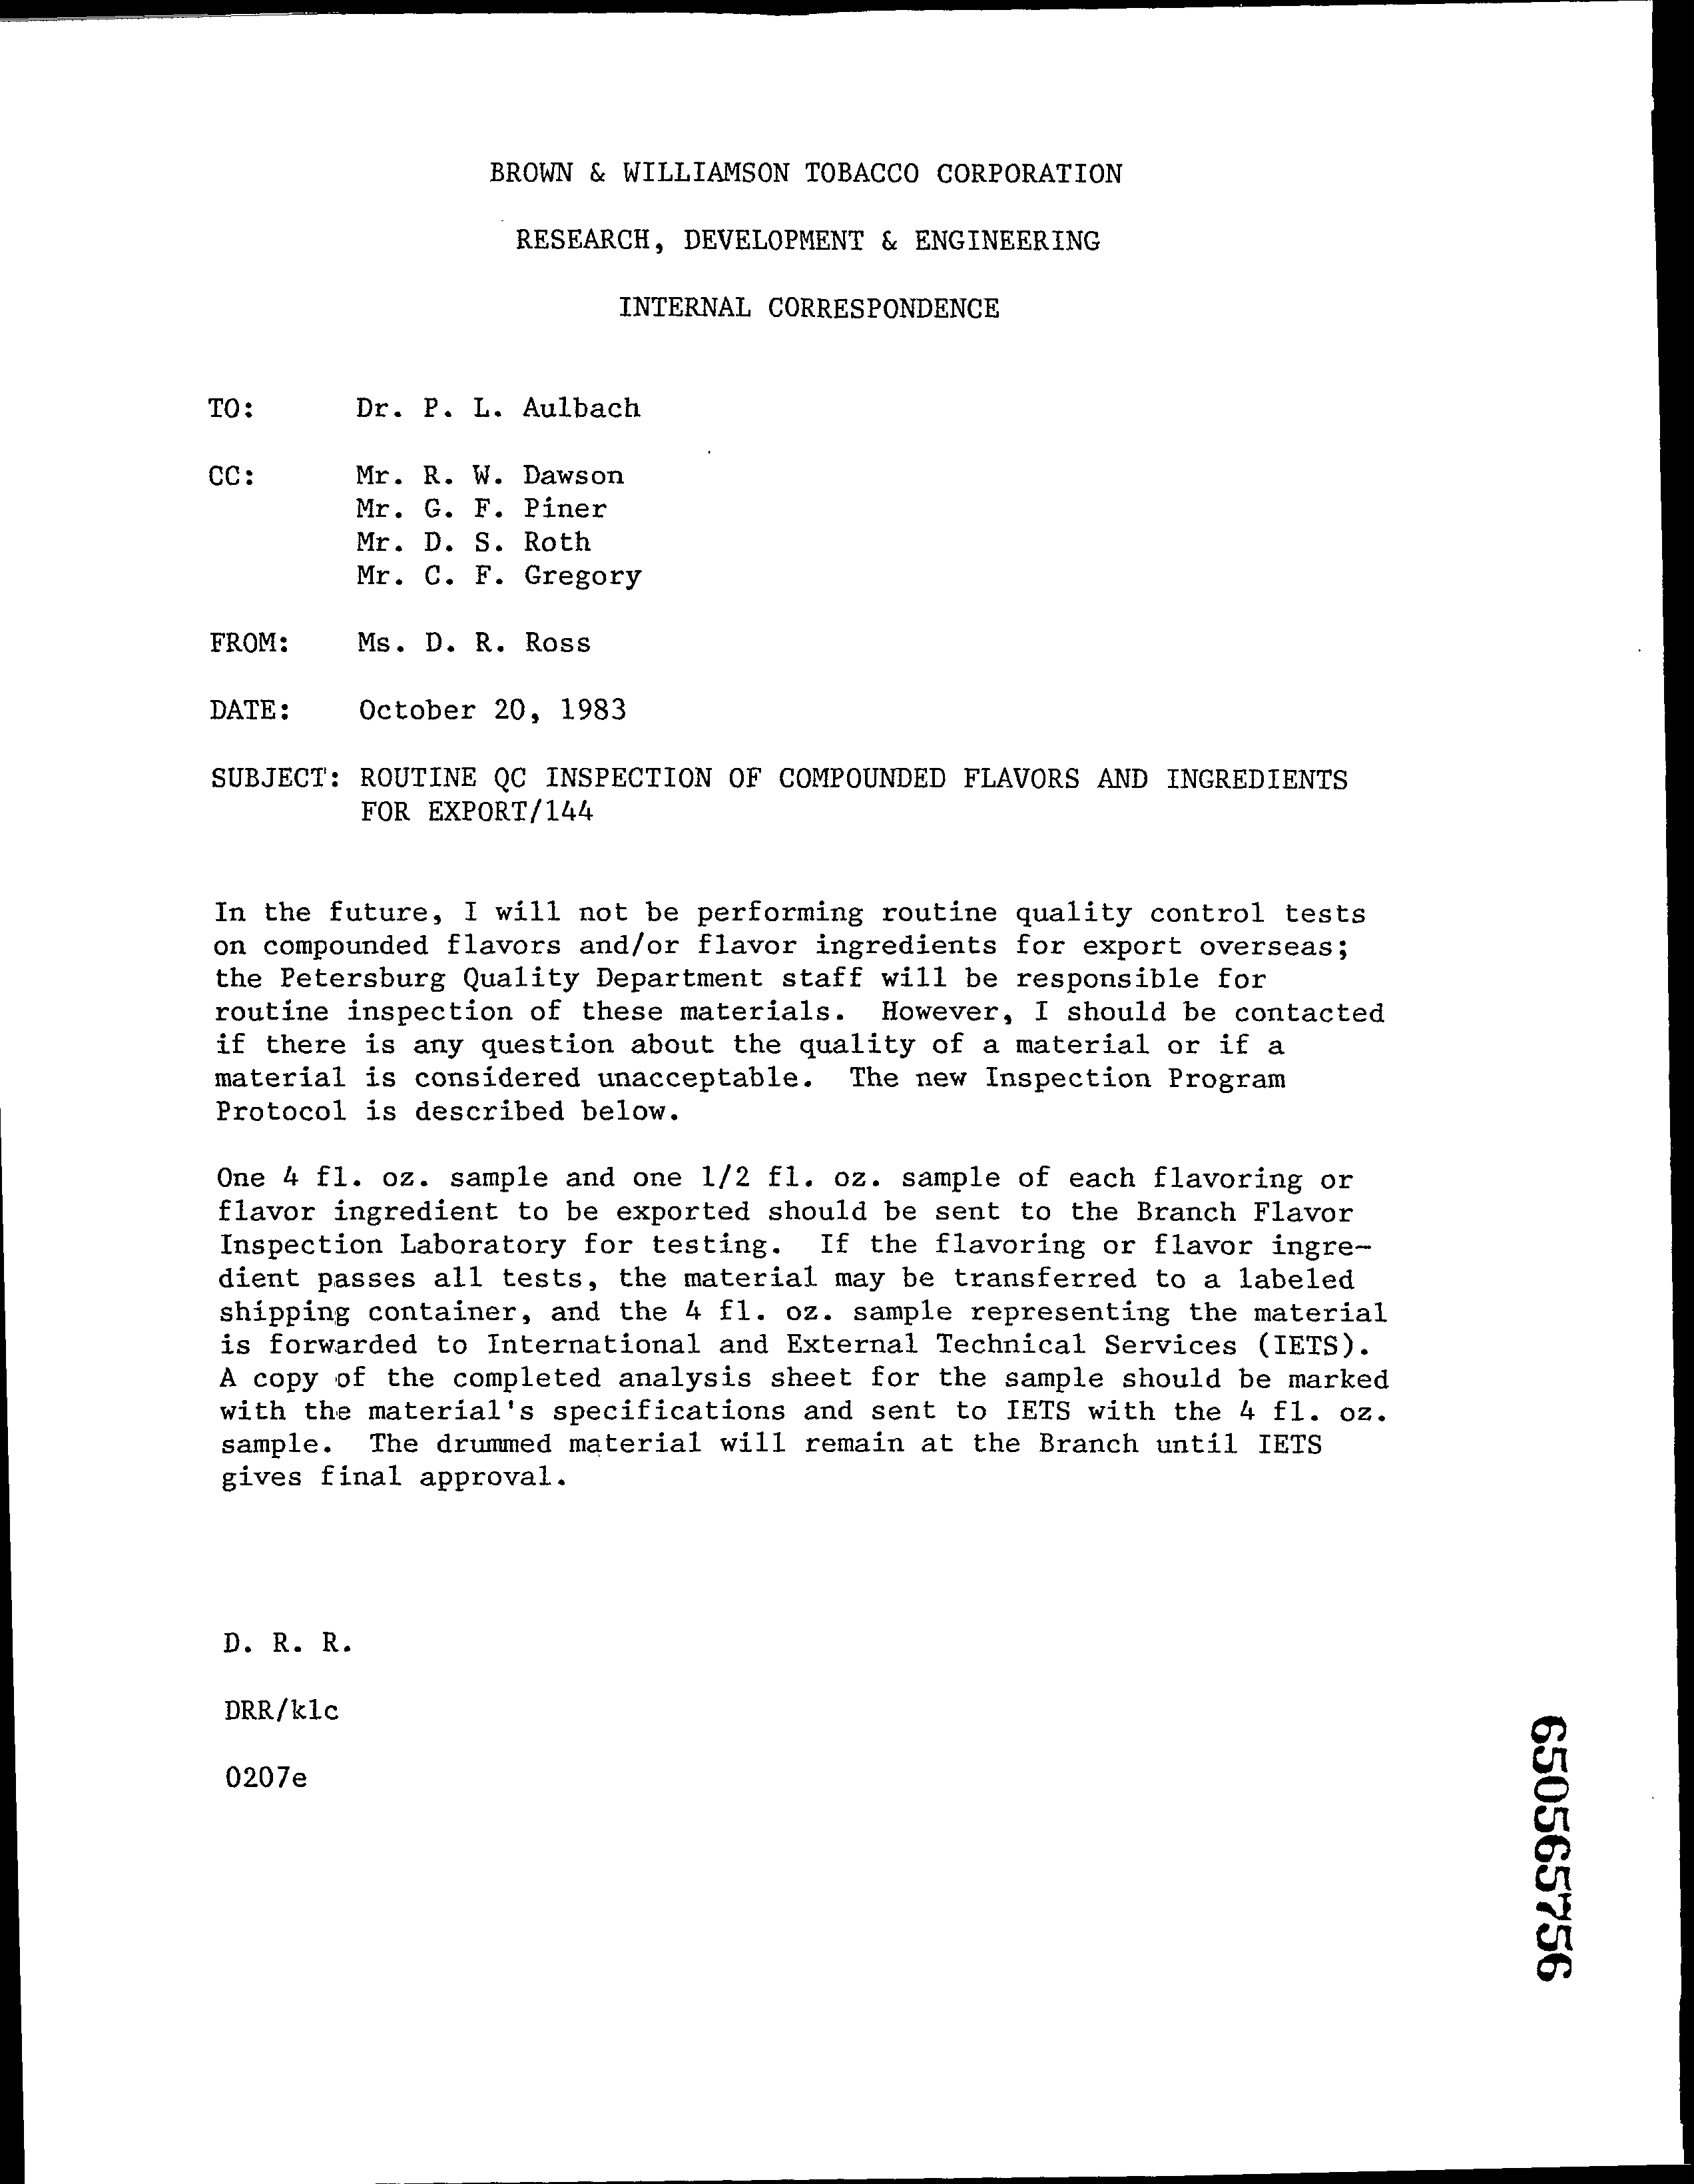 BROWN & WILLIAMSON TOBACCO CORPORATION
RESEARCH, DEVELOPMENT & ENGINEERING
INTERNAL CORRESPONDENCE
TO: Dr. P. L. Aulbach
CC: Mr. R. W. Dawson
Mr. G. F. Piner
Mr. D. S. Roth
Mr. C. F. Gregory
FROM: Ms. D. R. Ross
DATE: October 20, 1983
SUBJECT: ROUTINE QC INSPECTION OF COMPOUNDED FLAVORS AND INGREDIENTS
FOR EXPORT/144
In the future, I will not be performing routine quality control tests
on compounded flavors and/or flavor ingredients for export overseas;
the Petersburg Quality Department staff will be responsible for
routine inspection of these materials. However, I should be contacted
if there is any question about the quality of a material or if a
material is considered unacceptable. The new Inspection Program
Protocol is described below.
One 4 fl. oz. sample and one 1/2 fl. oz. sample of each flavoring or
flavor ingredient to be exported should be sent to the Branch Flavor
Inspection Laboratory for testing. If the flavoring or flavor ingre-
dient passes all tests, the material may be transferred to a labeled
shipping container, and the 4 fl. oz. sample representing the material
is forwarded to International and External Technical Services (IETS).
A copy of the completed analysis sheet for the sample should be marked
with the material's specifications and sent to IETS with the 4 fl. oz.
sample. The drummed material will remain at the Branch until IETS
gives final approval.
D. R. R.
DRR/klc
0207e
650565756